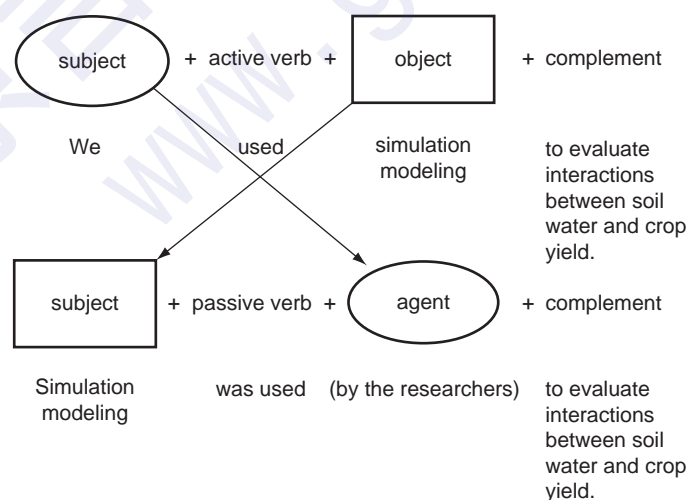 subject + active verb + object + complement
We used simulation modeling to evaluate interactions between soil water and crop yield.
subject + passive verb + agent + complement
Simulation modeling was used (by the researchers) to evaluate interactions between soil water and crop yield.
www.g